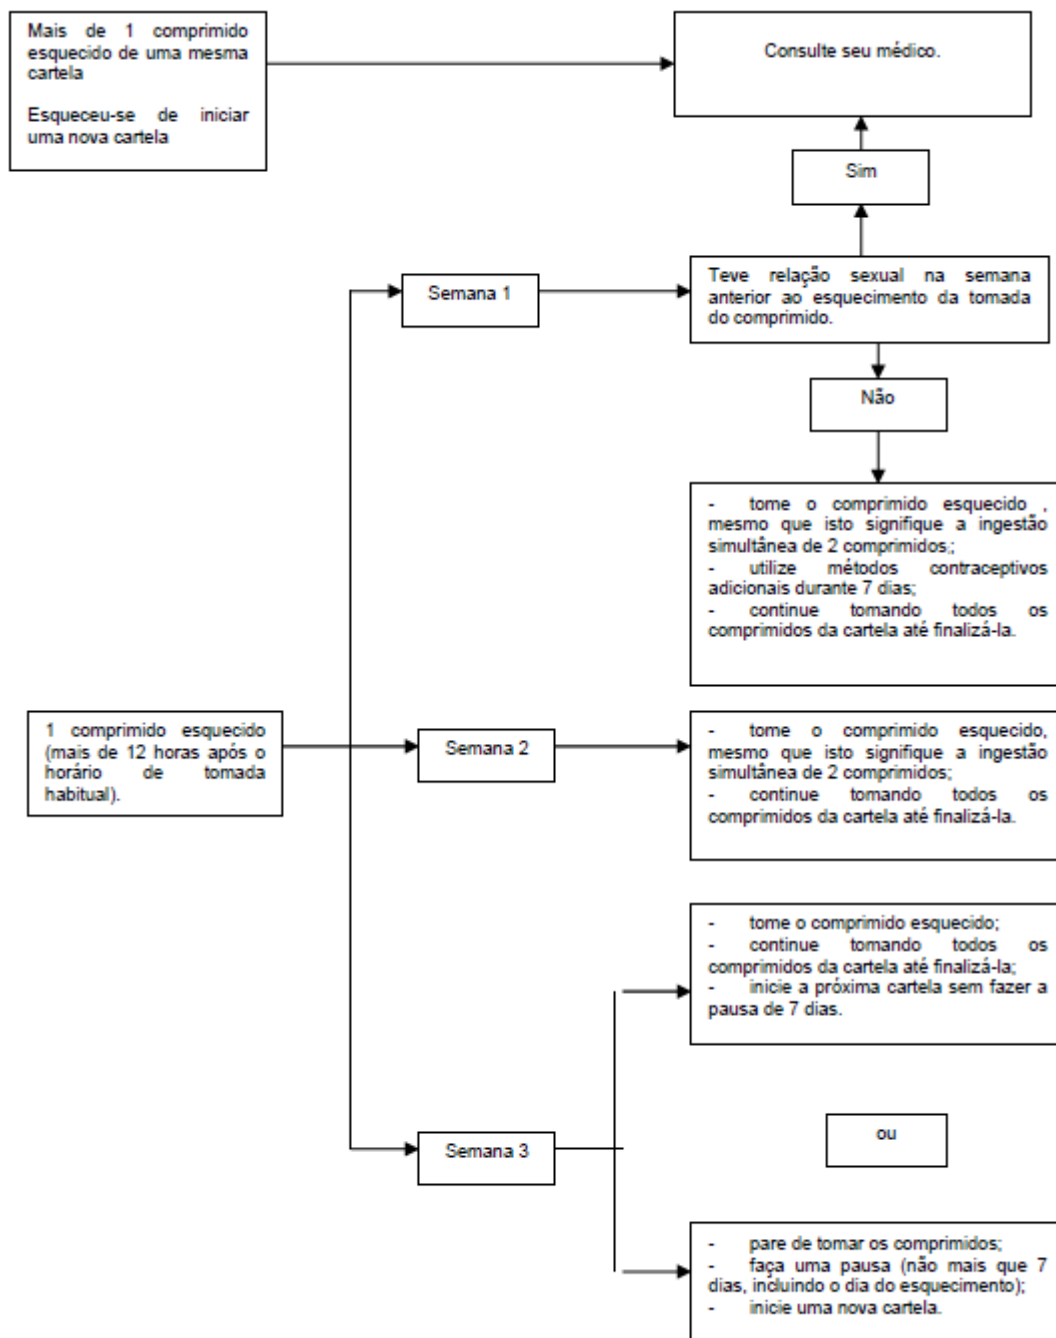 Mais de 1 comprimido
esquecido de uma mesma
cartela
Esqueceu-se de iniciar
uma nova cartela
Consulte seu médico.
Sim
Semana 1
Teve relação sexual na semana
anterior ao esquecimento da tomada
do comprimido.
Não
- tome o comprimido esquecido ,
mesmo que isto signifique a ingestão
simultânea de 2 comprimidos,;
- utilize métodos contraceptivos
adicionais durante 7 dias;
- continue tomando todos os
comprimidos da cartela até finalizá-la.
1 comprimido esquecido
(mais de 12 horas após o
horário de tomada
habitual).
Semana 2
- tome o comprimido esquecido,
mesmo que isto signifique a ingestão
simultânea de 2 comprimidos;
- continue tomando todos os
comprimidos da cartela até finalizá-la.
- tome o comprimido esquecido;
- continue tomando todos os
comprimidos da cartela até finalizá-la;
- inicie a próxima cartela sem fazer a
pausa de 7 dias.
Semana 3
ou
- pare de tomar os comprimidos;
- faça uma pausa (não mais que 7
dias, incluindo o dia do esquecimento);
- inicie uma nova cartela.